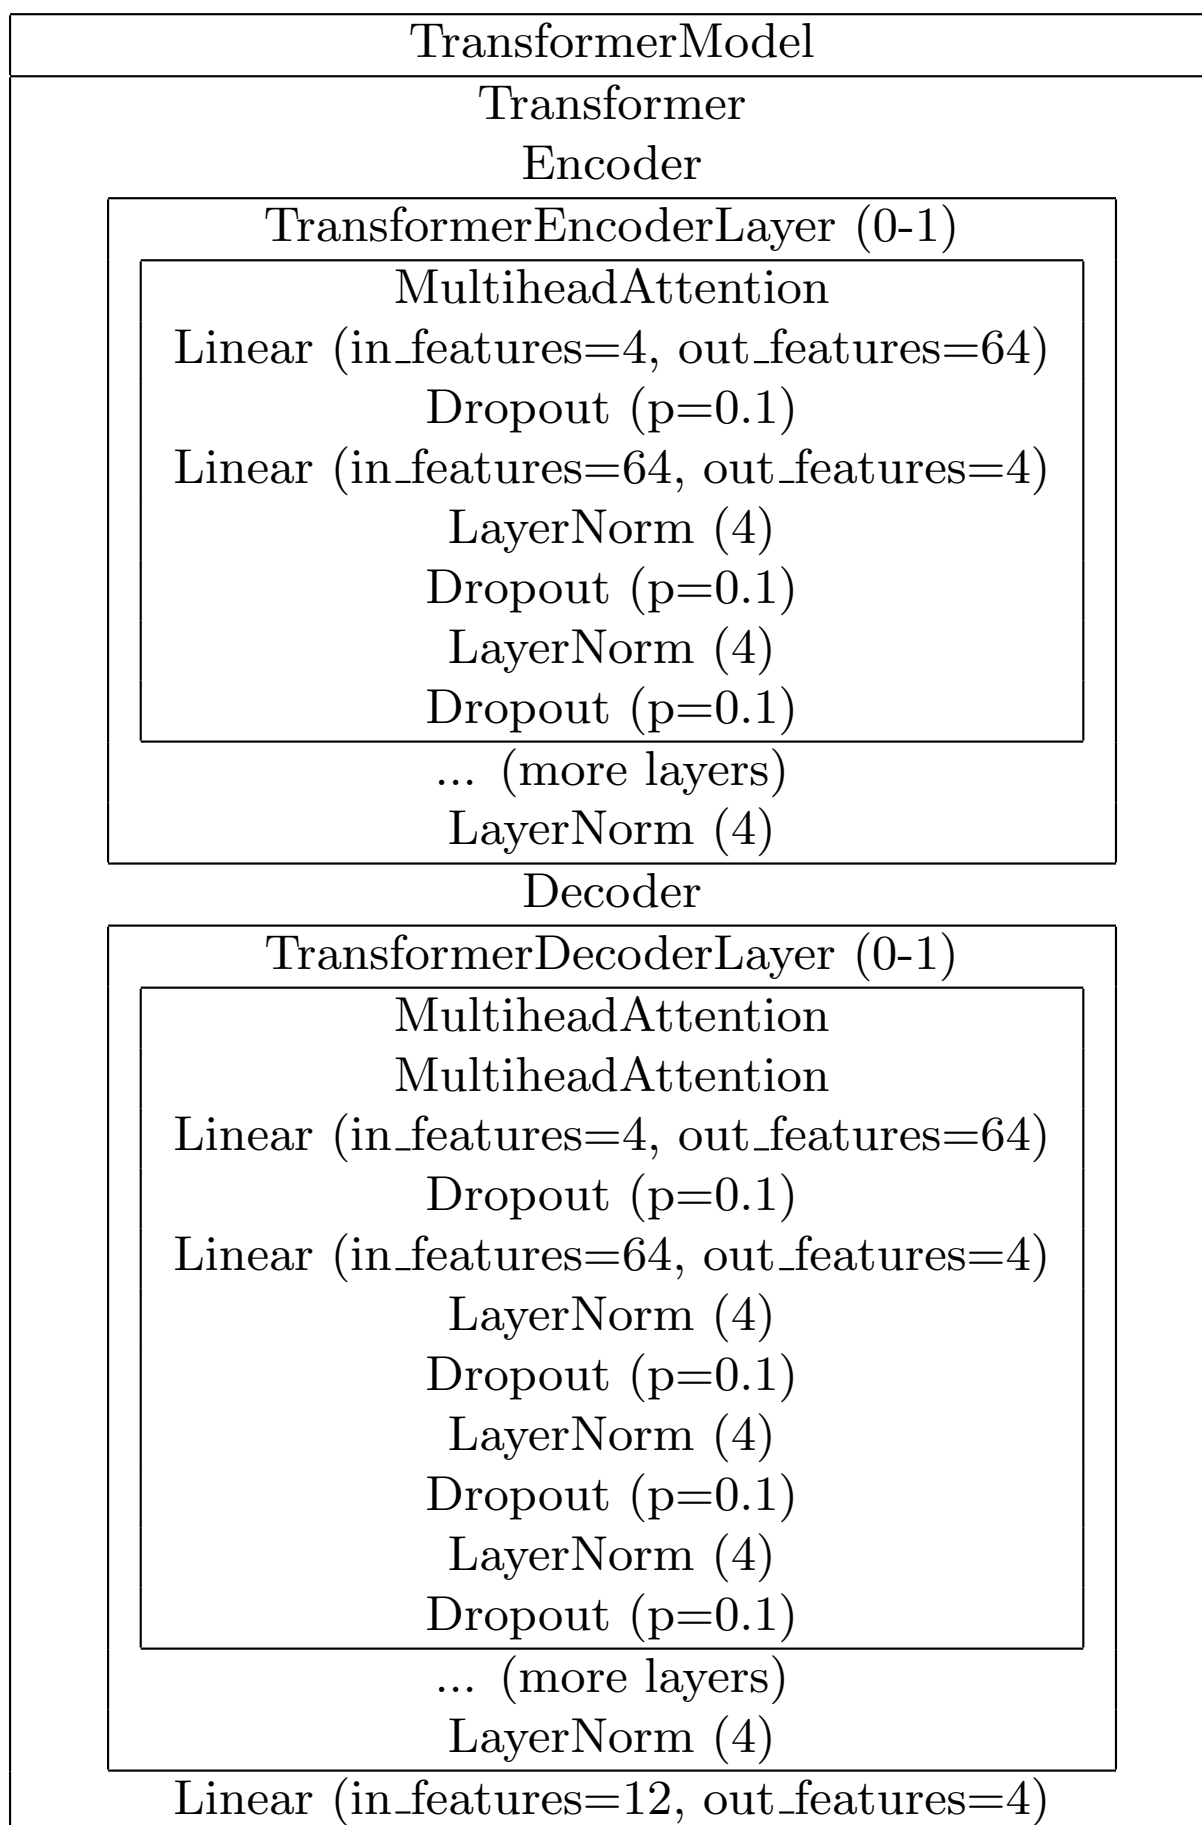 TransformerModel
Transformer
Encoder
TransformerEncoderLayer (0-1)
MultiheadAttention
Linear (in_features=4, out_features=64)
Dropout (p=0.1)
Linear (in_features=64, out_features=4)
LayerNorm (4)
Dropout (p=0.1)
LayerNorm (4)
Dropout (p=0.1)
... (more layers)
LayerNorm (4)
Decoder
TransformerDecoderLayer (0-1)
MultiheadAttention
MultiheadAttention
Linear (in_features=4, out_features=64)
Dropout (p=0.1)
Linear (in_features=64, out_features=4)
LayerNorm (4)
Dropout (p=0.1)
LayerNorm (4)
Dropout (p=0.1)
LayerNorm (4)
Dropout (p=0.1)
... (more layers)
LayerNorm (4)
Linear (in_features=12, out_features=4)